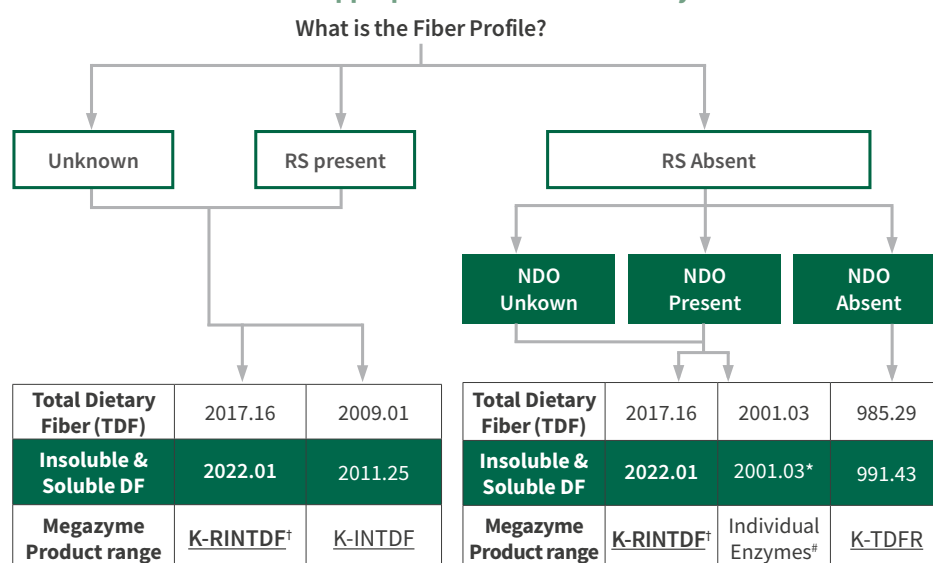 What is the Fiber Profile?
Unknown
RS present
RS Absent
NDO
Unkown
NDO
Present
NDO
Absent
Total Dietary
Fiber (TDF)
2017.16
2009.01
Insoluble &
Soluble DF
2022.01
2011.25
Megazyme
Product range
K-RINTDF†
K-INTDF
Total Dietary
Fiber (TDF)
2017.16
2001.03
985.29
Insoluble &
Soluble DF
2022.01
2001.03*
991.43
Megazyme
Product range
K-RINTDF†
Individual
Enzymes#
K-TDFR